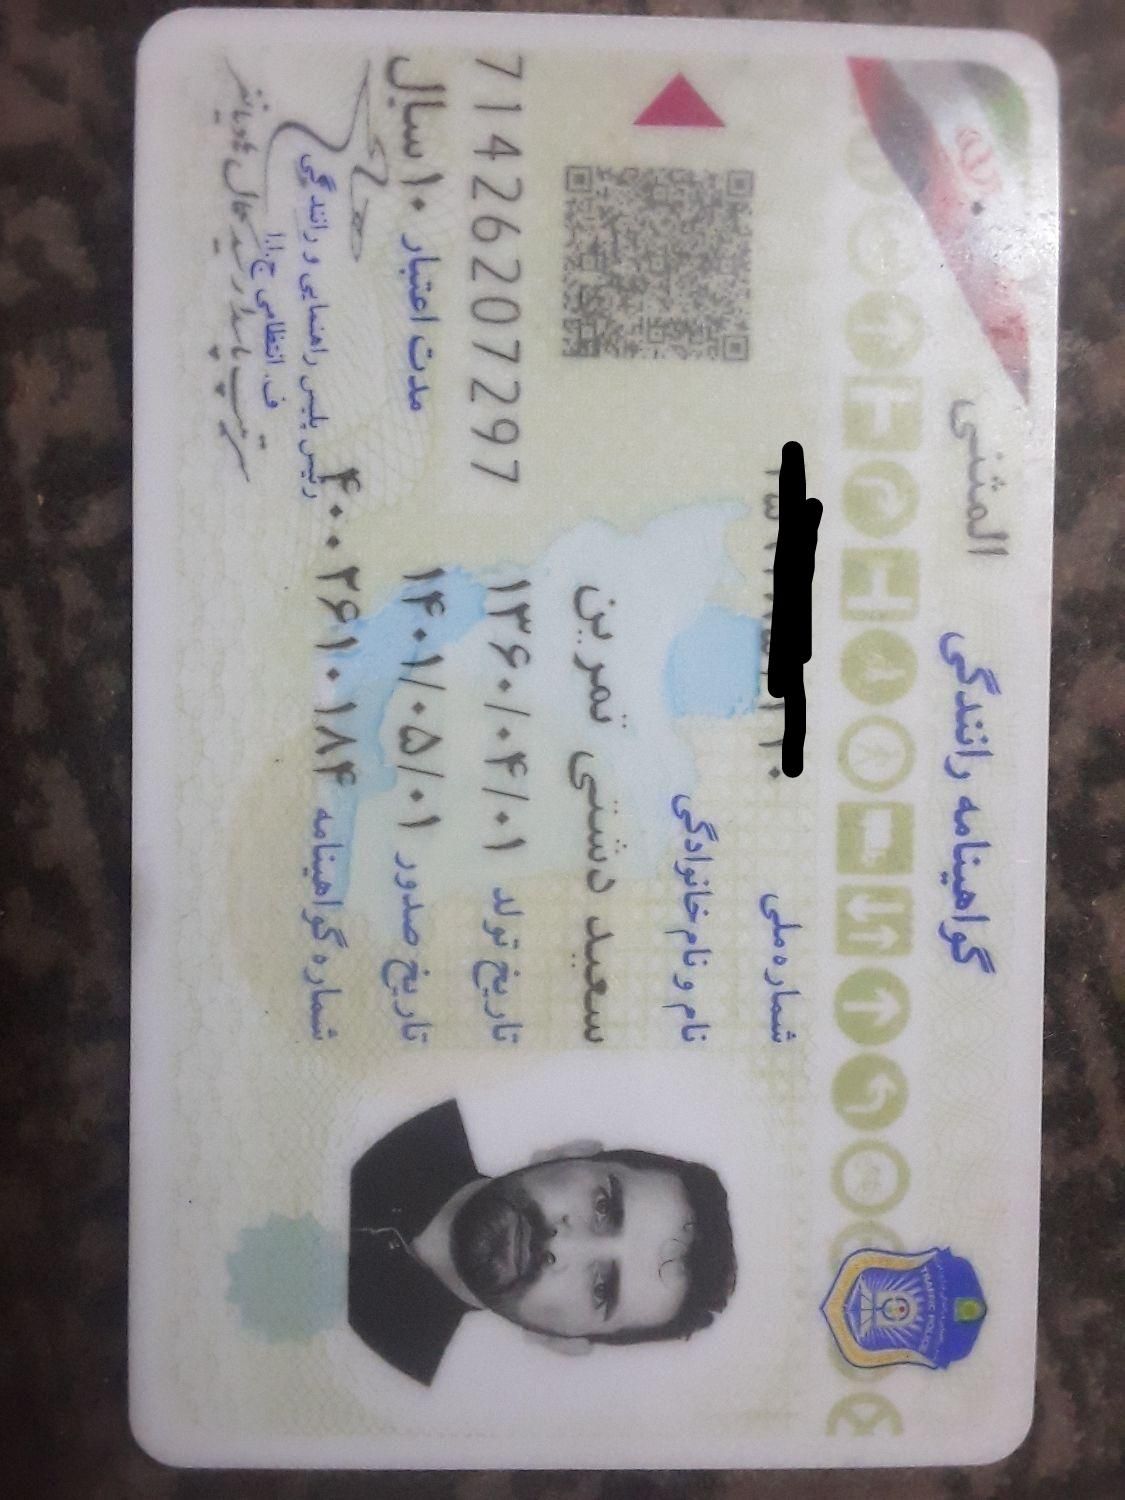 المثنی
گواهینامه رانندگی
شماره ملی
نام و نام خانوادگی
سعید دشتی تمرین
تاریخ تولد ۱۳۶۰/۰۴/۰۱
تاریخ صدور ۱۴۰۱/۰۵/۰۱
شماره گواهینامه ۴۰۰۲۶۱۰۱۸۴
71426207297
مدت اعتبار ۱۰ سال
رئیس پلیس راهنمایی و رانندگی
ف. انتظامی ج.ا.ا
TRAFFIC POLICE